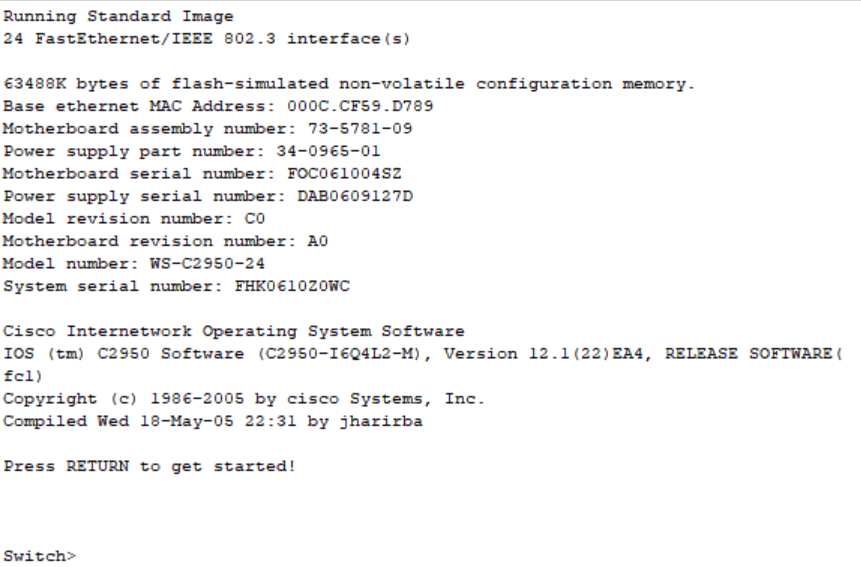 Running Standard Image
24 FastEthernet/IEEE 802.3 interface(s)
63488K bytes of flash-simulated non-volatile configuration memory.
Base ethernet MAC Address: 000C.CF59.D789
Motherboard assembly number: 73-5781-09
Power supply part number: 34-0965-01
Motherboard serial number: FOC061004SZ
Power supply serial number: DAB0609127D
Model revision number: C0
Motherboard revision number: A0
Model number: WS-C2950-24
System serial number: FHK0610Z0WC
Cisco Internetwork Operating System Software
IOS (tm) C2950 Software (C2950-I6Q4L2-M), Version 12.1(22)EA4, RELEASE SOFTWARE(
fc1)
Copyright (c) 1986-2005 by cisco Systems, Inc.
Compiled Wed 18-May-05 22:31 by jharirba
Press RETURN to get started!
Switch>